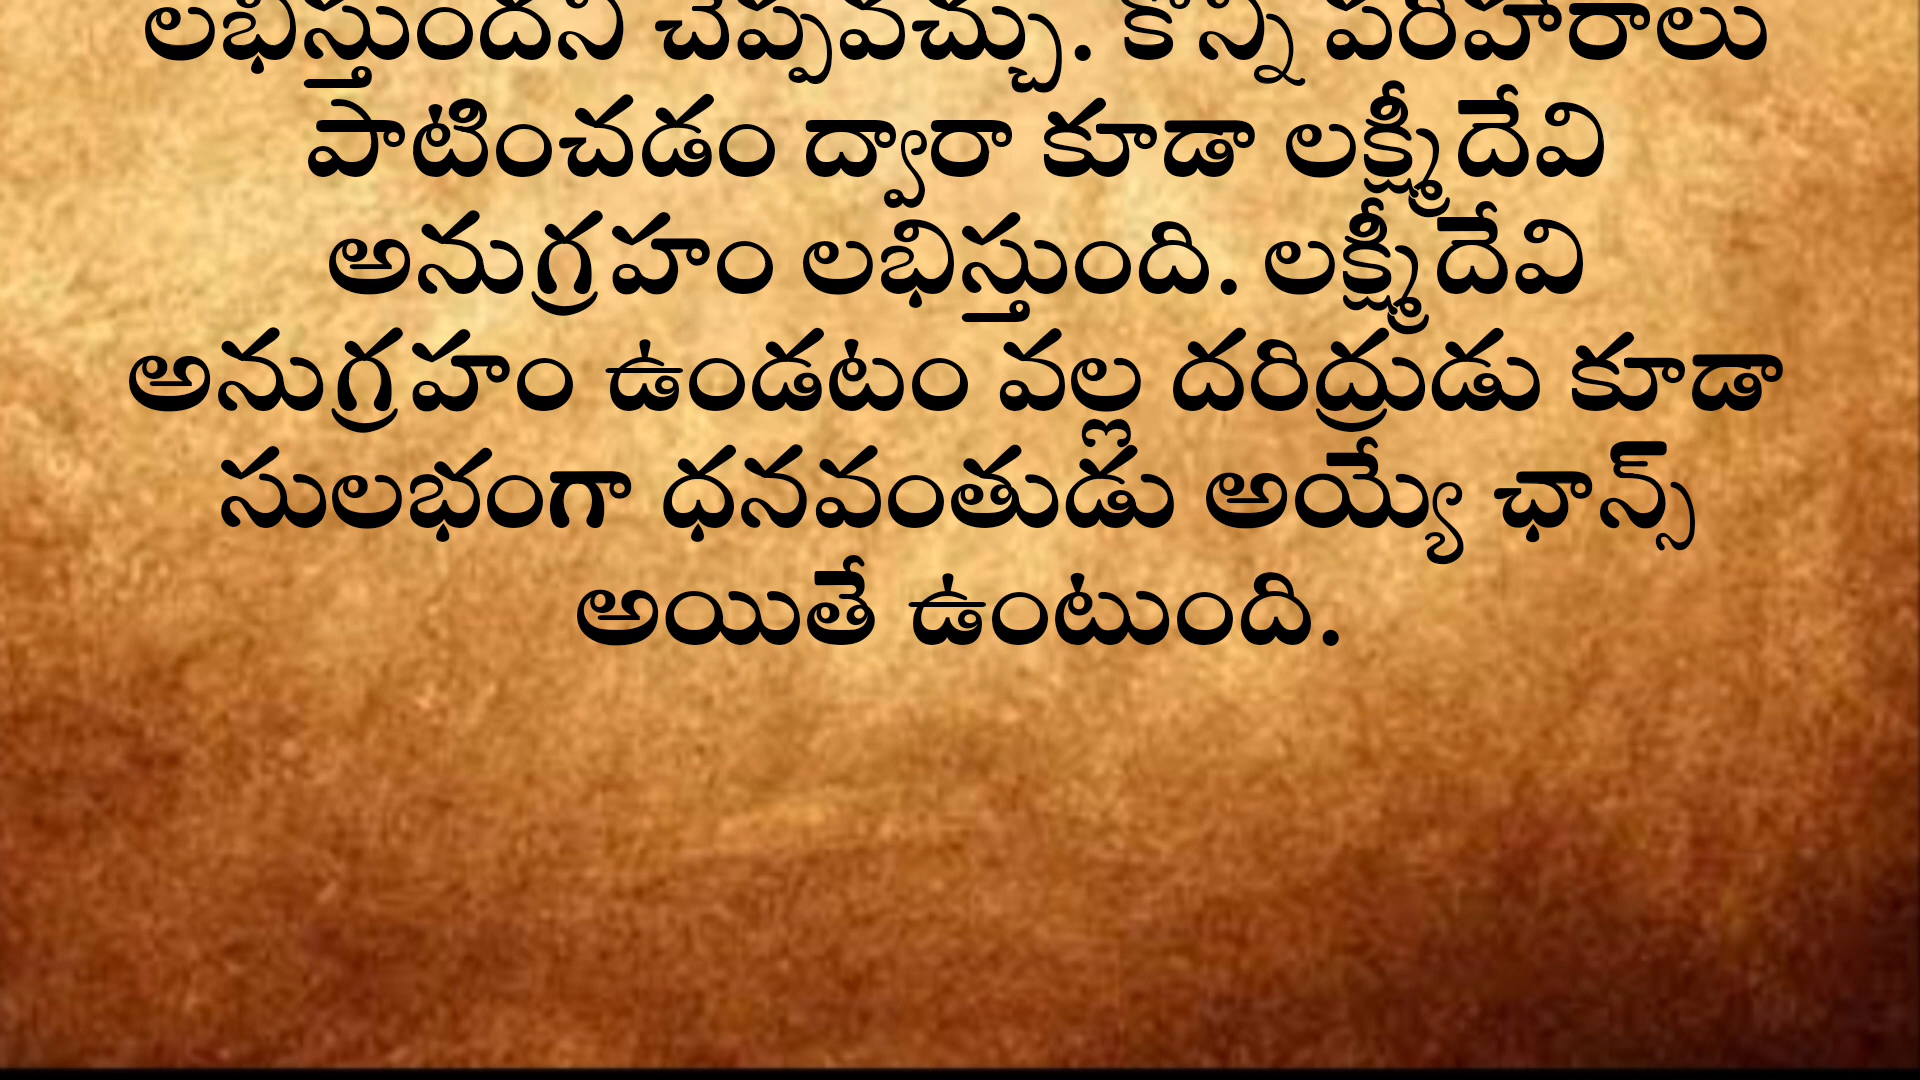 లభిస్తుందని చెప్పవచ్చు. కొన్ని పరిహారాలు
పాటించడం ద్వారా కూడా లక్ష్మీదేవి
అనుగ్రహం లభిస్తుంది. లక్ష్మీదేవి
అనుగ్రహం ఉండటం వల్ల దరిద్రుడు కూడా
సులభంగా ధనవంతుడు అయ్యే ఛాన్స్
అయితే ఉంటుంది.